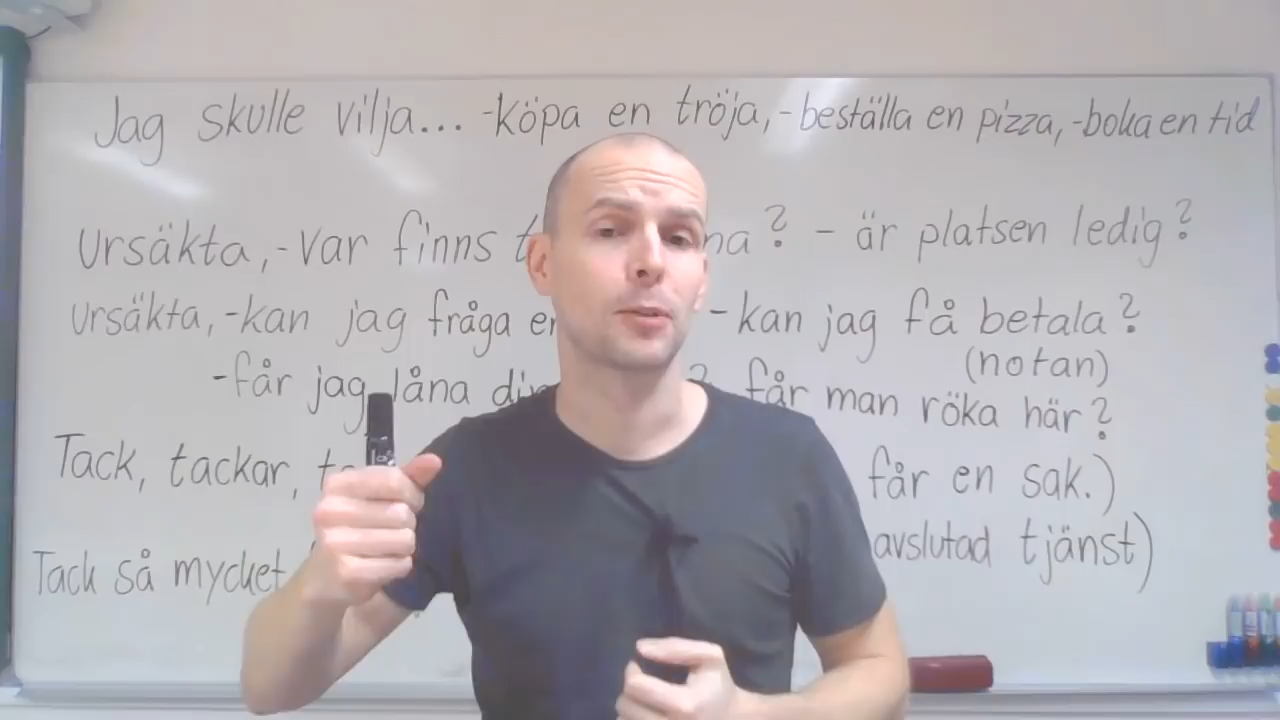 Jag skulle vilja... -köpa en tröja, -beställa en pizza, -boka en tid
Ursäkta, -var finns ? - är platsen ledig?
Ursäkta, -kan jag fråga -kan jag få betala?
(notan)
-får jag låna ? får man röka här?
Tack, tackar, får en sak.)
Tack så mycket avslutad tjänst)